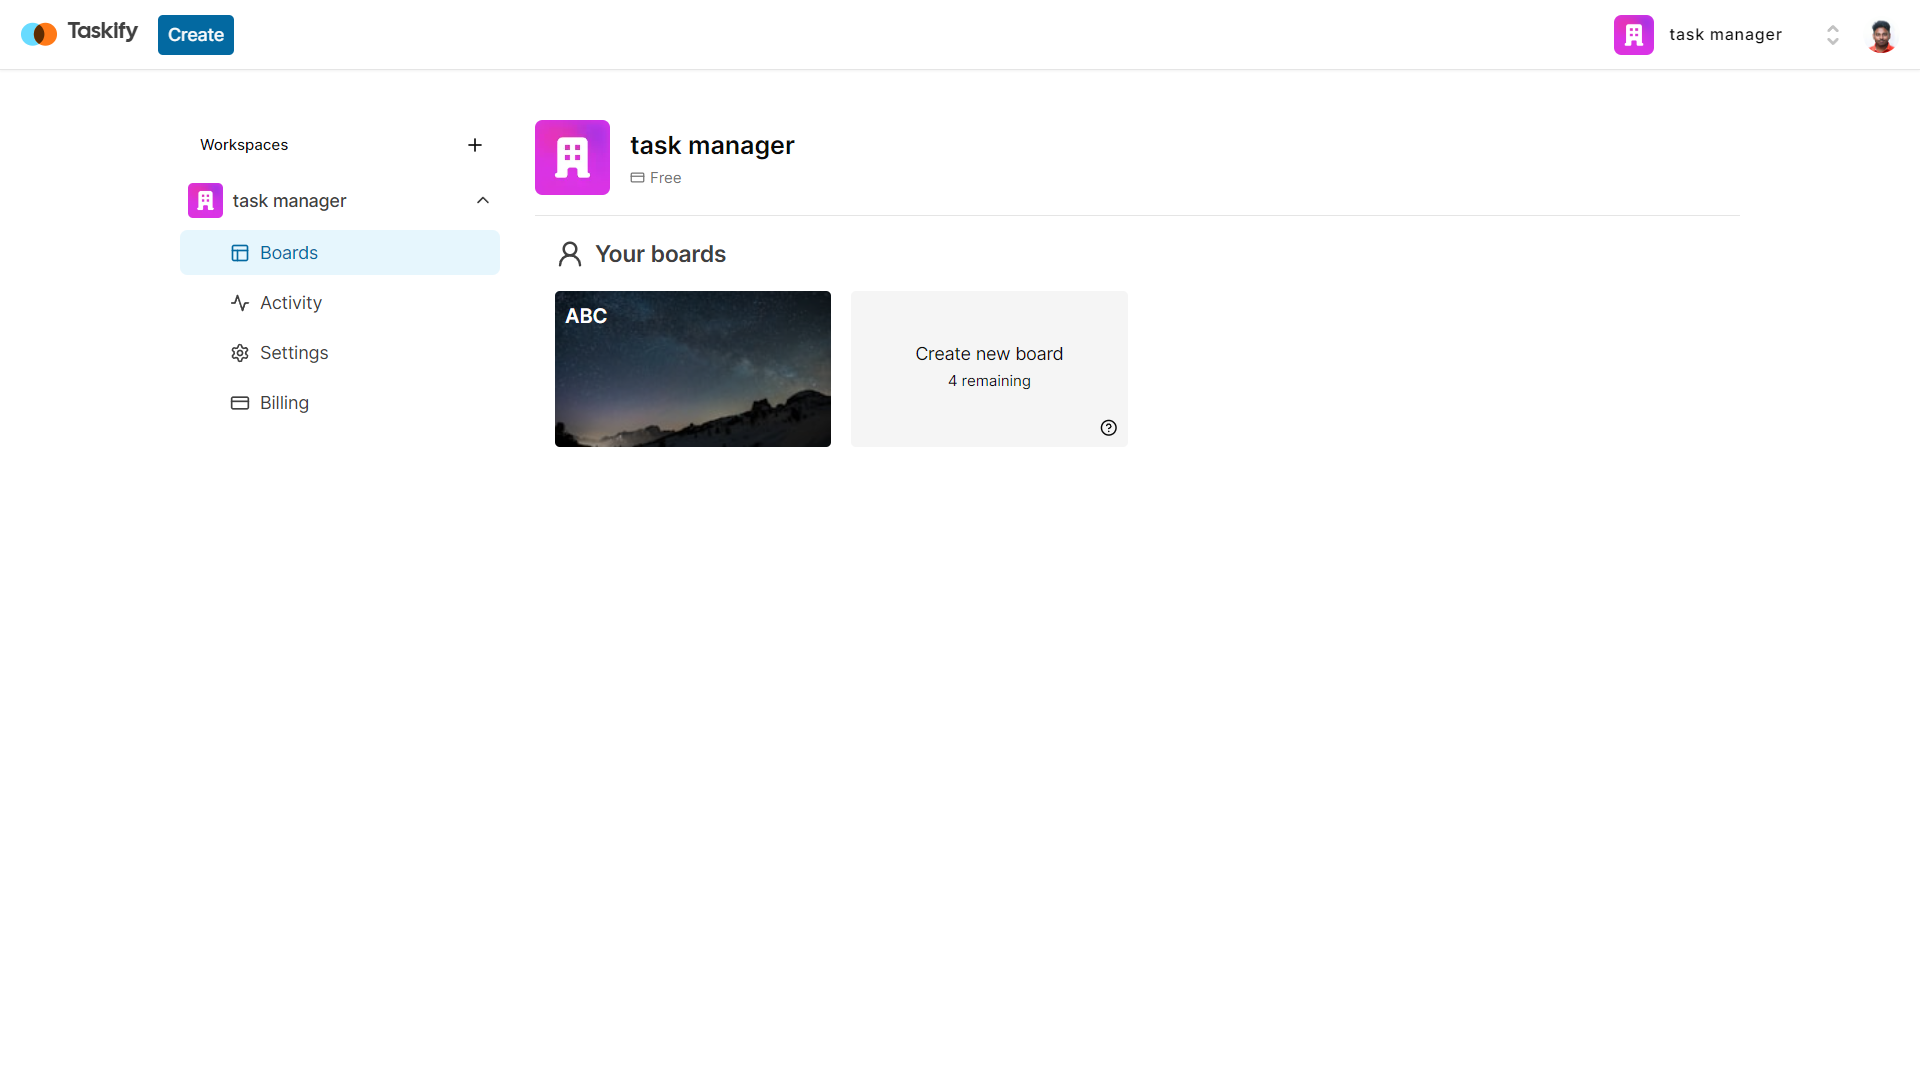 Taskify
Create
task manager
Workspaces
task manager
Boards
Activity
Settings
Billing
task manager
Free
Your boards
ABC
Create new board
4 remaining